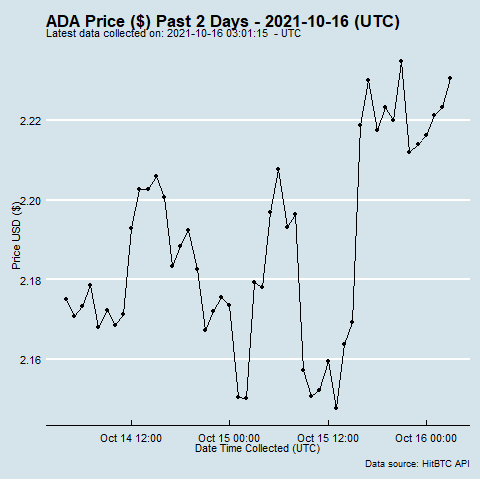 ADA Price ($) Past 2 Days - 2021-10-16 (UTC)
Latest data collected on: 2021-10-16 03:01:15 - UTC
Price USD ($)
2.22
2.20
2.18
2.16
Oct 14 12:00 Oct 15 00:00 Oct 15 12:00 Oct 16 00:00
Date Time Collected (UTC)
Data source: HitBTC API